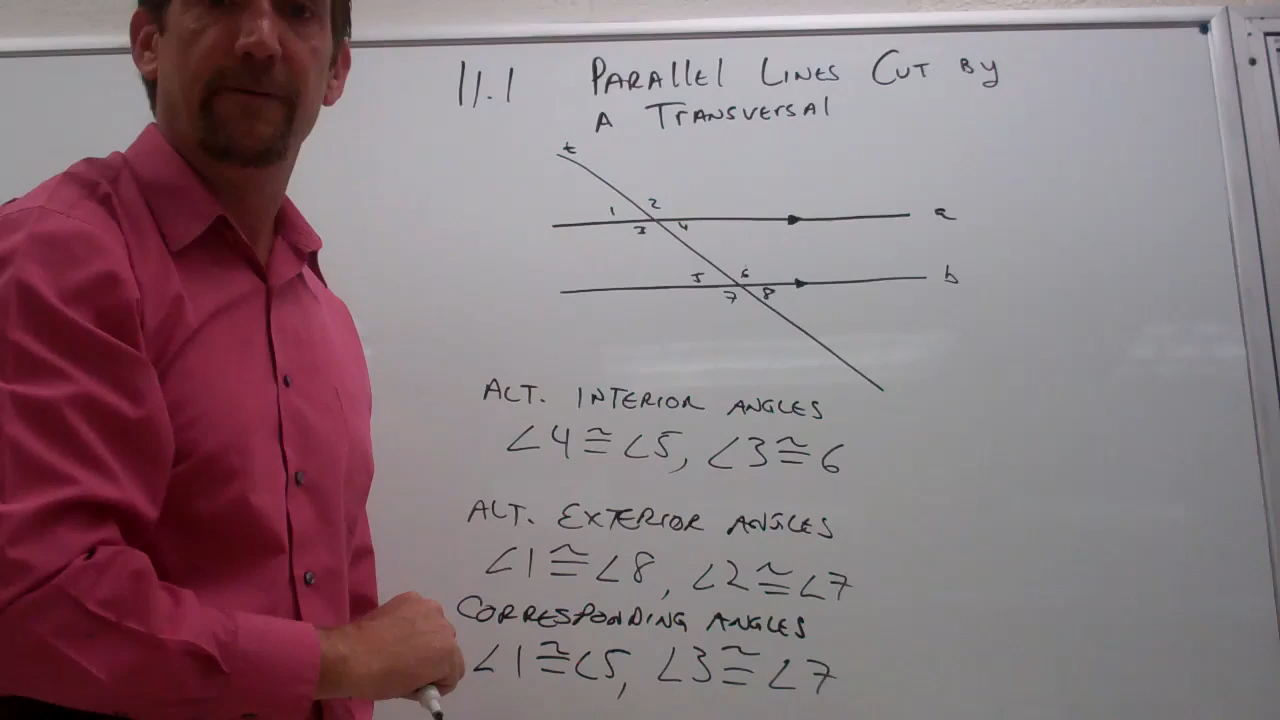 11.1 PARALLEL LINES CUT BY
A TRANSVERSAL
t
1 2
3 4
a
5 6
7 8
b
ALT. INTERIOR ANGLES
∠4≅∠5, ∠3≅6
ALT. EXTERIOR ANGLES
∠1≅∠8, ∠2≅∠7
CORRESPONDING ANGLES
∠1≅∠5, ∠3≅∠7